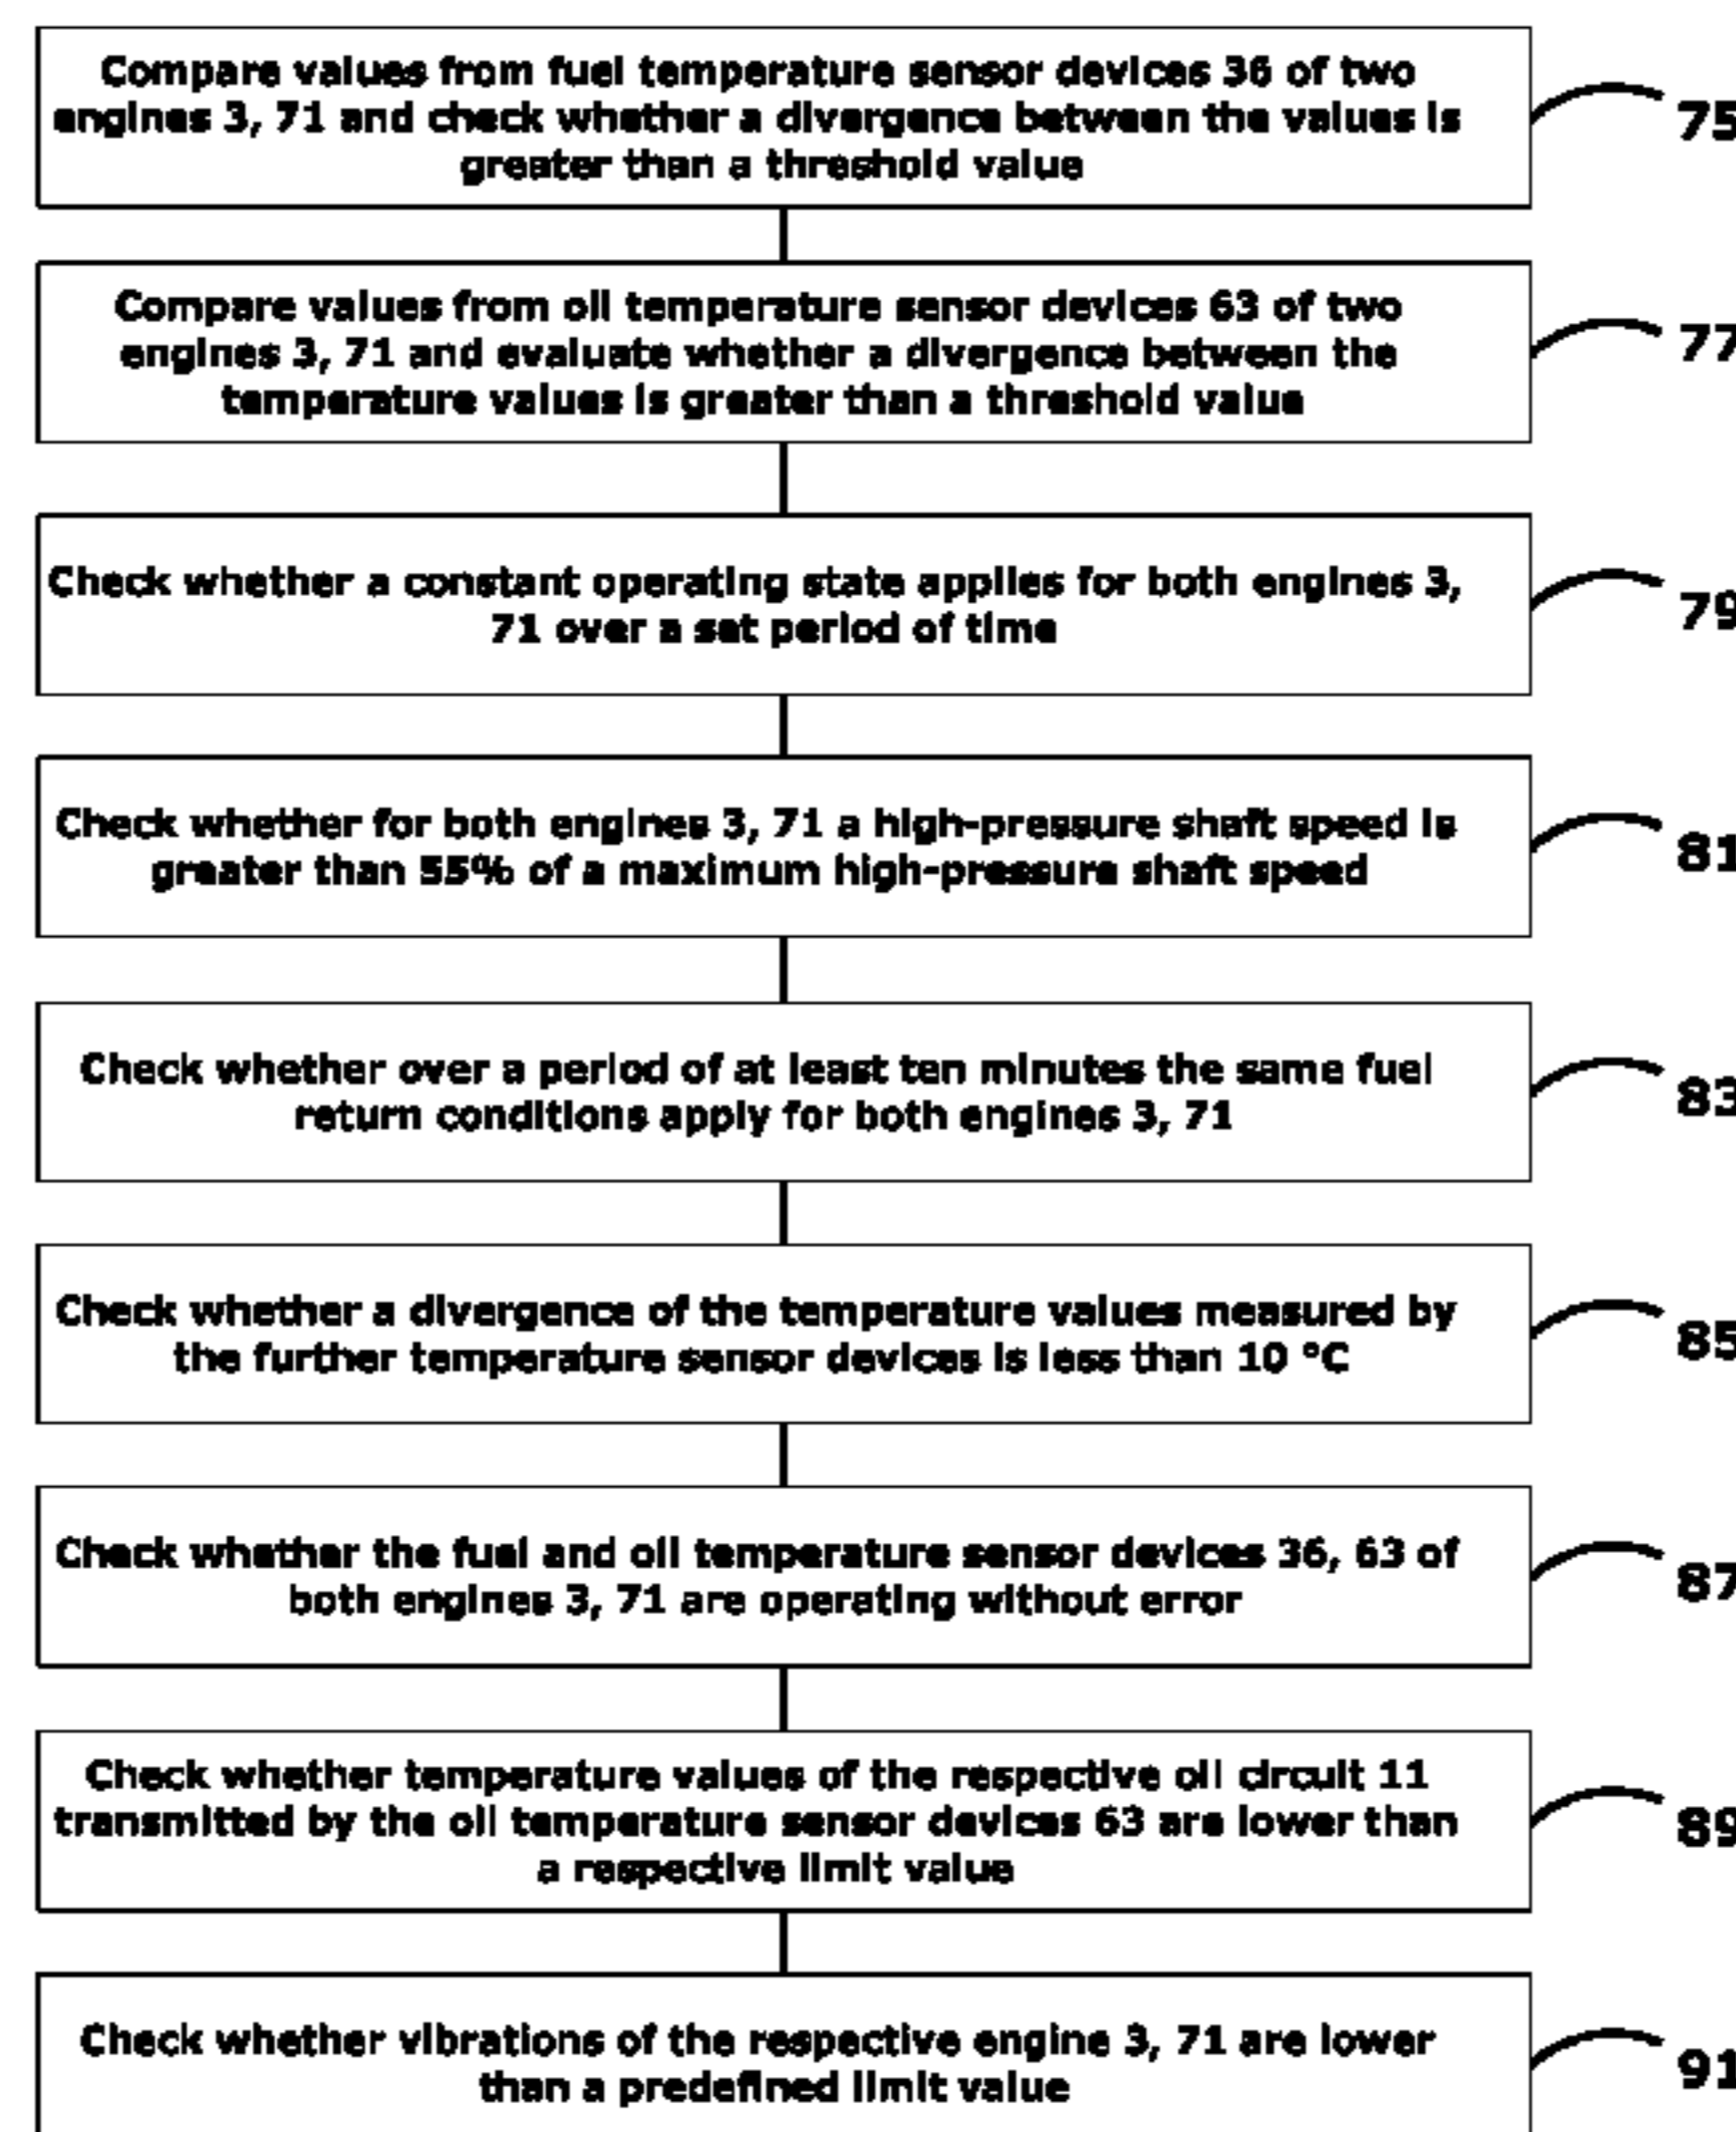 Compare values from fuel temperature sensor devices 36 of two
engines 3, 71 and check whether a divergence between the values is
greater than a threshold value
75
Compare values from oil temperature sensor devices 63 of two
engines 3, 71 and evaluate whether a divergence between the
temperature values is greater than a threshold value
77
Check whether a constant operating state applies for both engines 3,
71 over a set period of time
79
Check whether for both engines 3, 71 a high-pressure shaft speed is
greater than 55% of a maximum high-pressure shaft speed
81
Check whether over a period of at least ten minutes the same fuel
return conditions apply for both engines 3, 71
83
Check whether a divergence of the temperature values measured by
the further temperature sensor devices is less than 10 °C
85
Check whether the fuel and oil temperature sensor devices 36, 63 of
both engines 3, 71 are operating without error
87
Check whether temperature values of the respective oil circuit 11
transmitted by the oil temperature sensor devices 63 are lower than
a respective limit value
89
Check whether vibrations of the respective engine 3, 71 are lower
than a predefined limit value
91